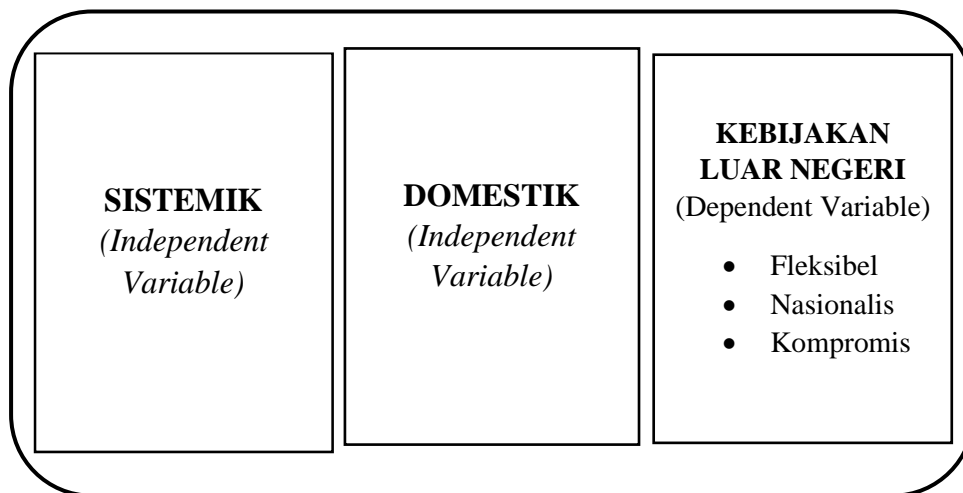 SISTEMIK
(Independent
Variable)
DOMESTIK
(Independent
Variable)
KEBIJAKAN
LUAR NEGERI
(Dependent Variable)
• Fleksibel
• Nasionalis
• Kompromis